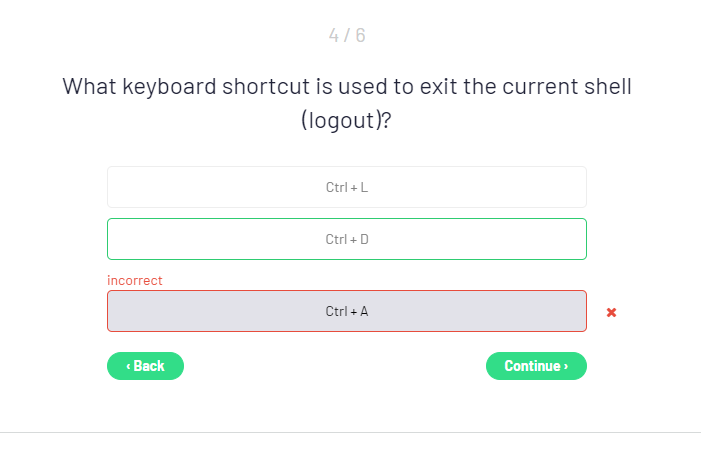 4 / 6
What keyboard shortcut is used to exit the current shell
(logout)?
Ctrl + L
Ctrl + D
incorrect
Ctrl + A
‹ Back
Continue ›